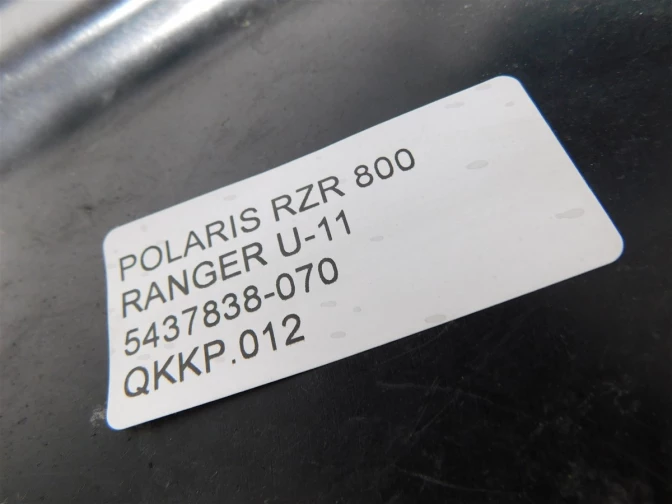 POLARIS RZR 800
RANGER U-11
5437838-070
QKKP.012